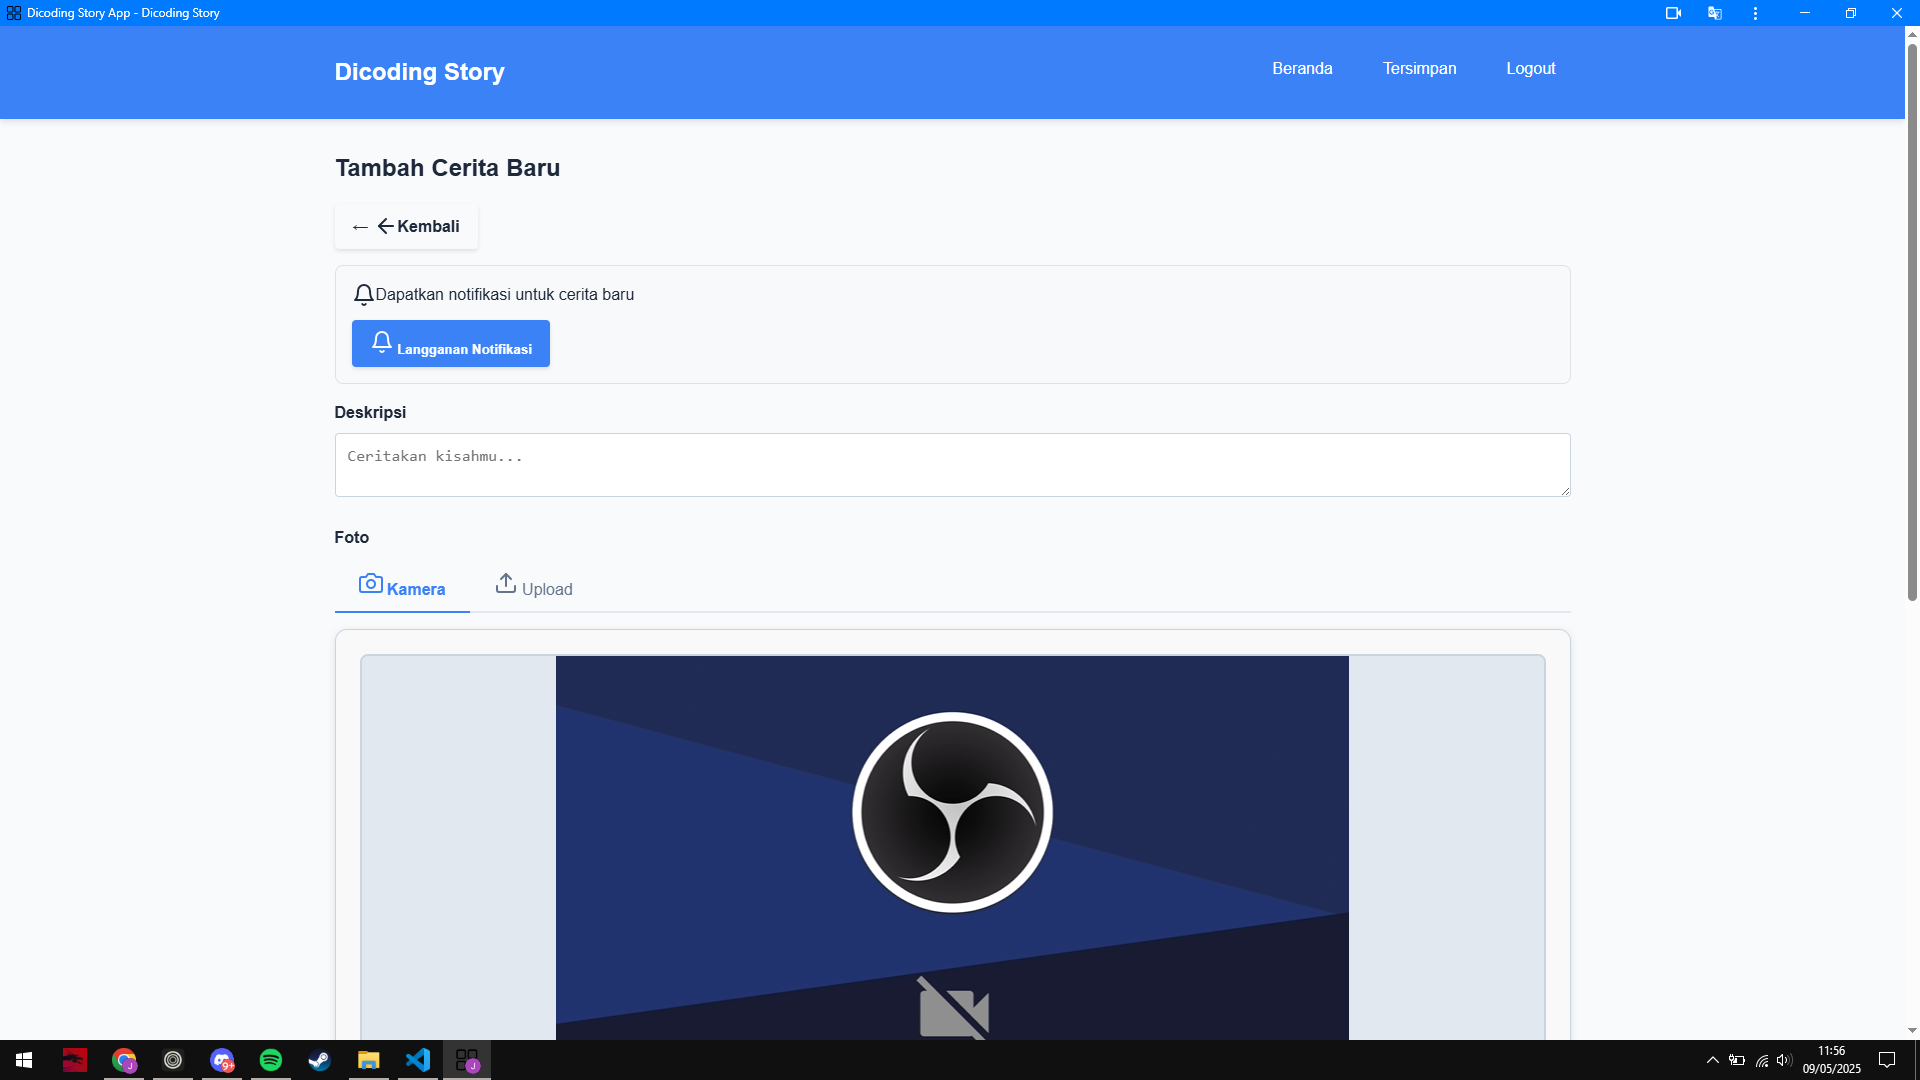 Dicoding Story App - Dicoding Story
Dicoding Story
Beranda
Tersimpan
Logout
Tambah Cerita Baru
← Kembali
Dapatkan notifikasi untuk cerita baru
Langganan Notifikasi
Deskripsi
Ceritakan kisahmu...
Foto
Kamera
Upload
J
9+
J
11:56
09/05/2025